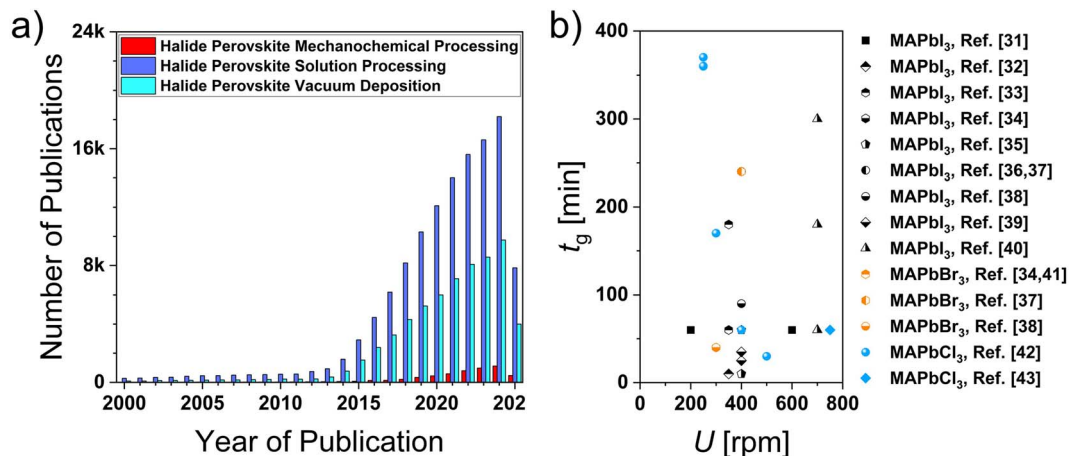 a)
24k
16k
8k
0
Number of Publications
Halide Perovskite Mechanochemical Processing
Halide Perovskite Solution Processing
Halide Perovskite Vacuum Deposition
2000 2005 2010 2015 2020 202
Year of Publication
b)
400
300
200
100
0
tg [min]
0 200 400 600 800
U [rpm]
MAPbI3, Ref. [31]
MAPbI3, Ref. [32]
MAPbI3, Ref. [33]
MAPbI3, Ref. [34]
MAPbI3, Ref. [35]
MAPbI3, Ref. [36,37]
MAPbI3, Ref. [38]
MAPbI3, Ref. [39]
MAPbI3, Ref. [40]
MAPbBr3, Ref. [34,41]
MAPbBr3, Ref. [37]
MAPbBr3, Ref. [38]
MAPbCl3, Ref. [42]
MAPbCl3, Ref. [43]